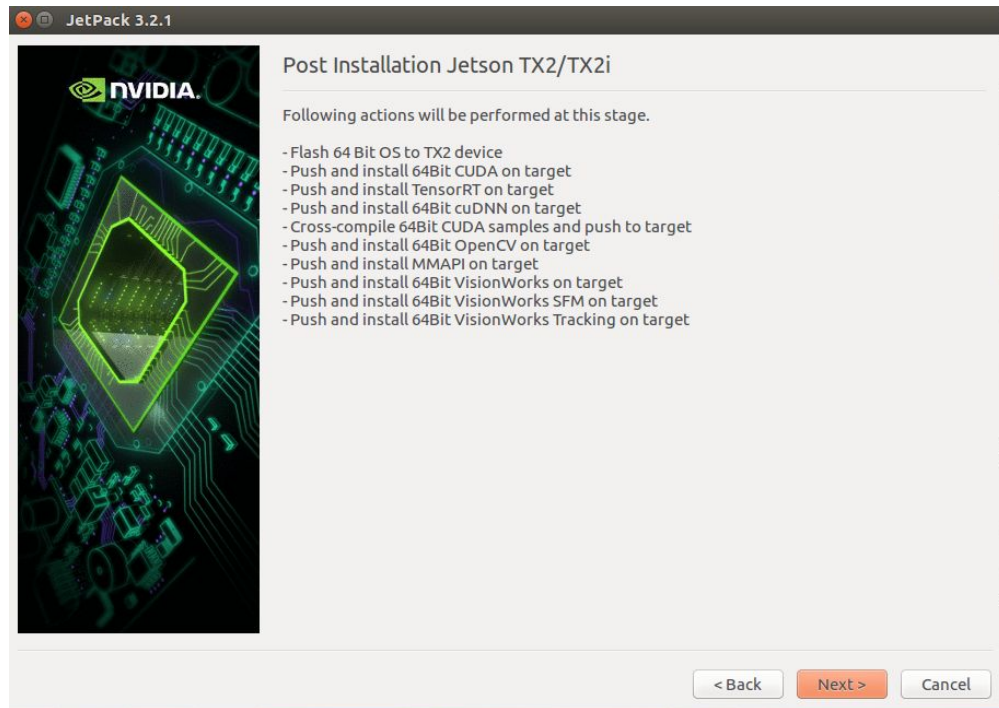 JetPack 3.2.1
NVIDIA.
Post Installation Jetson TX2/TX2i
Following actions will be performed at this stage.
- Flash 64 Bit OS to TX2 device
- Push and install 64Bit CUDA on target
- Push and install TensorRT on target
- Push and install 64Bit cuDNN on target
- Cross-compile 64Bit CUDA samples and push to target
- Push and install 64Bit OpenCV on target
- Push and install MMAPI on target
- Push and install 64Bit VisionWorks on target
- Push and install 64Bit VisionWorks SFM on target
- Push and install 64Bit VisionWorks Tracking on target
< Back Next > Cancel